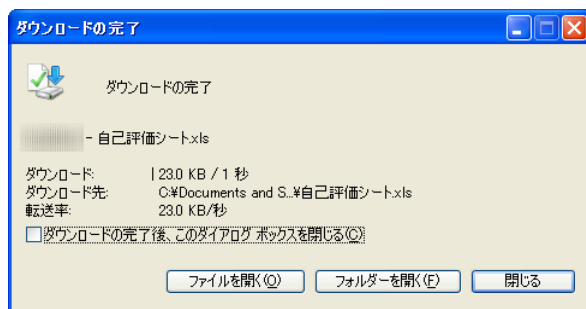 ダウンロードの完了
ダウンロードの完了
- 自己評価シート.xls
ダウンロード: 23.0 KB / 1 秒
ダウンロード先: C:¥Documents and S...¥自己評価シート.xls
転送率: 23.0 KB/秒
ダウンロードの完了後、このダイアログ ボックスを閉じる(C)
ファイルを開く(O) フォルダーを開く(F) 閉じる